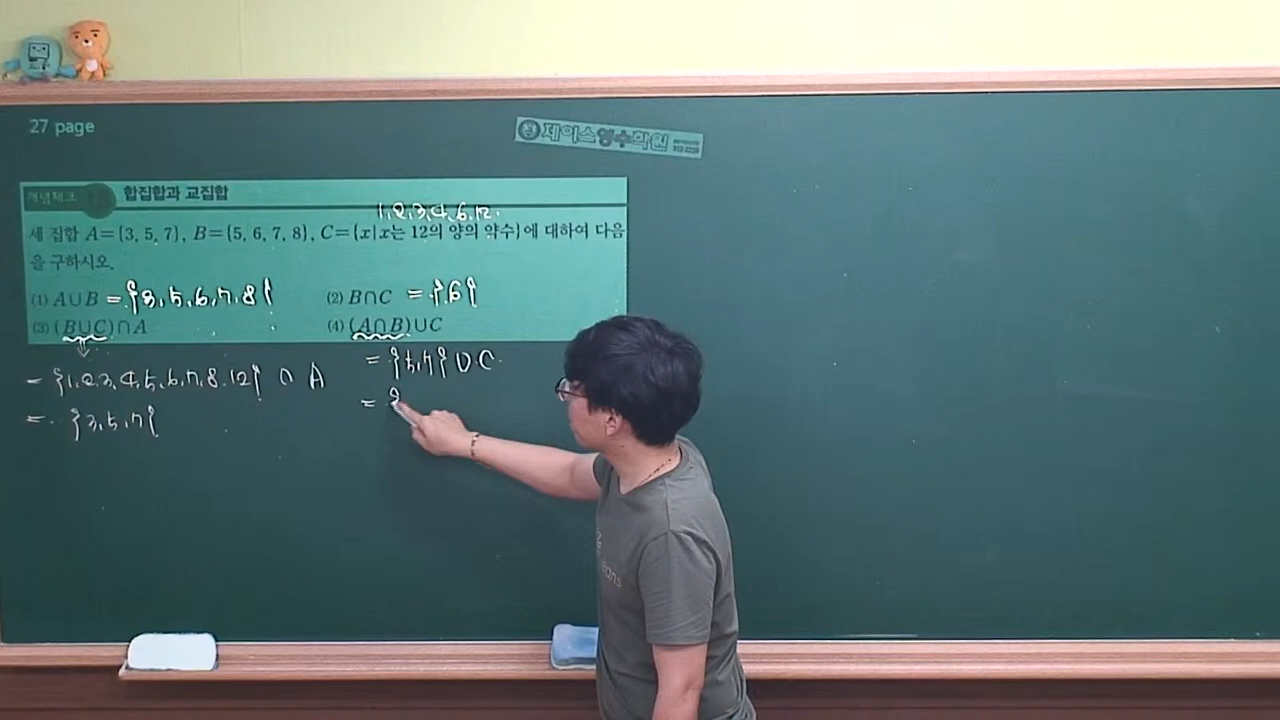 27 page
제이스영수학원
개념체크
합집합과 교집합
1, 2, 3, 4, 6, 12.
세 집합 A={3, 5, 7}, B={5, 6, 7, 8}, C={x|x는 12의 양의 약수}에 대하여 다음
을 구하시오.
(1) A∪B = {3, 5, 6, 7, 8}
(2) B∩C = {6}
(3) (B∪C)∩A
(4) (A∩B)∪C
= {1, 2, 3, 4, 5, 6, 7, 8, 12} ∩ A
= {3, 5, 7}
= {5, 7} ∪ C
= {